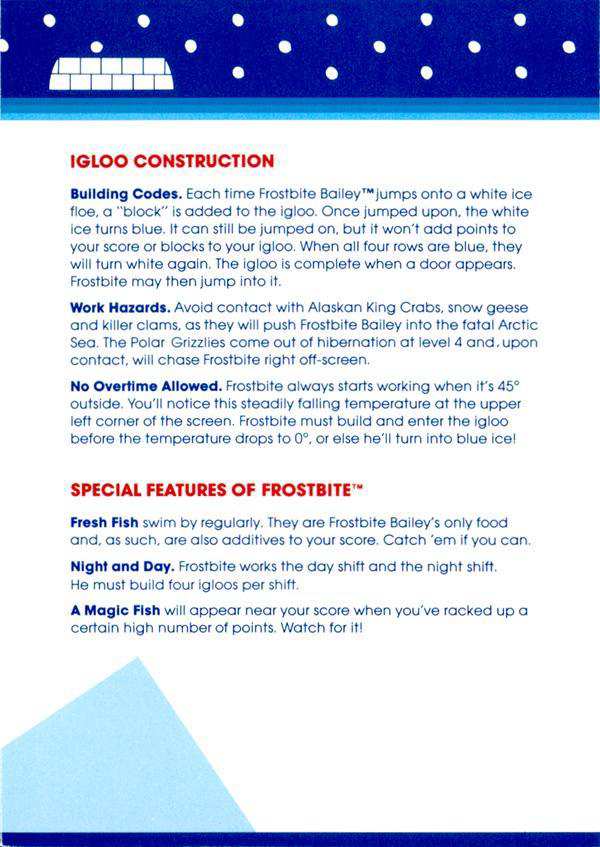 IGLOO CONSTRUCTION
Building Codes. Each time Frostbite Bailey™ jumps onto a white ice
floe, a "block" is added to the igloo. Once jumped upon, the white
ice turns blue. It can still be jumped on, but it won't add points to
your score or blocks to your igloo. When all four rows are blue, they
will turn white again. The igloo is complete when a door appears.
Frostbite may then jump into it.
Work Hazards. Avoid contact with Alaskan King Crabs, snow geese
and killer clams, as they will push Frostbite Bailey into the fatal Arctic
Sea. The Polar Grizzlies come out of hibernation at level 4 and, upon
contact, will chase Frostbite right off-screen.
No Overtime Allowed. Frostbite always starts working when it's 45°
outside. You'll notice this steadily falling temperature at the upper
left corner of the screen. Frostbite must build and enter the igloo
before the temperature drops to 0°, or else he'll turn into blue ice!
SPECIAL FEATURES OF FROSTBITE™
Fresh Fish swim by regularly. They are Frostbite Bailey's only food
and, as such, are also additives to your score. Catch 'em if you can.
Night and Day. Frostbite works the day shift and the night shift.
He must build four igloos per shift.
A Magic Fish will appear near your score when you've racked up a
certain high number of points. Watch for it!